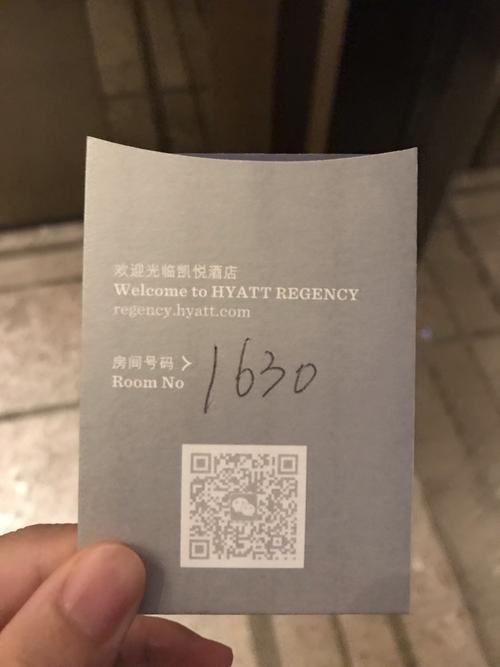 欢迎光临凯悦酒店
Welcome to HYATT REGENCY
regency.hyatt.com
房间号码
Room No 1630